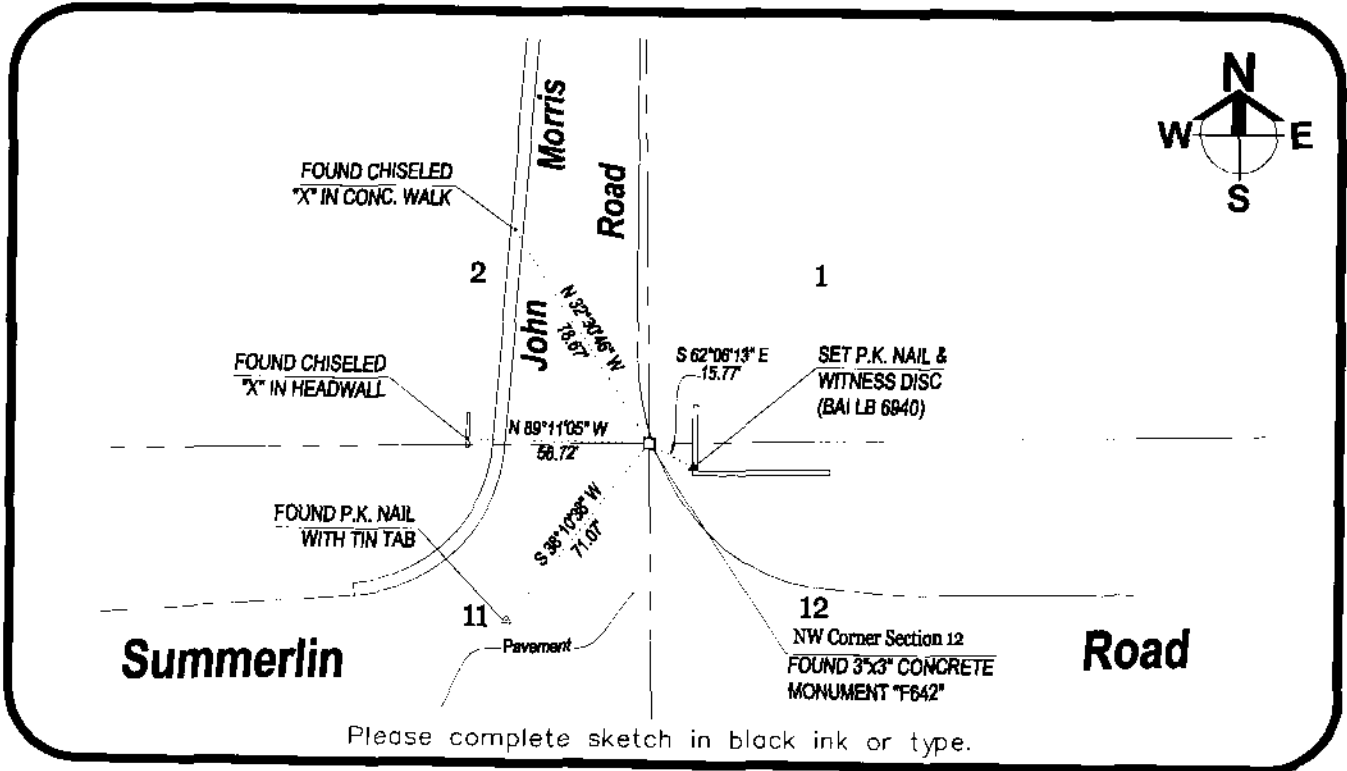 N
W E
S
John Morris Road
FOUND CHISELED
"X" IN CONC. WALK
2
1
N 32°30'46" W
78.67'
FOUND CHISELED
"X" IN HEADWALL
S 62°06'13" E
15.77'
SET P.K. NAIL &
WITNESS DISC
(BAI LB 6940)
N 89°11'05" W
56.72'
S 38°10'38" W
71.07'
FOUND P.K. NAIL
WITH TIN TAB
11
12
Pavement
NW Corner Section 12
FOUND 3"x3" CONCRETE
MONUMENT "F642"
Summerlin Road
Please complete sketch in black ink or type.